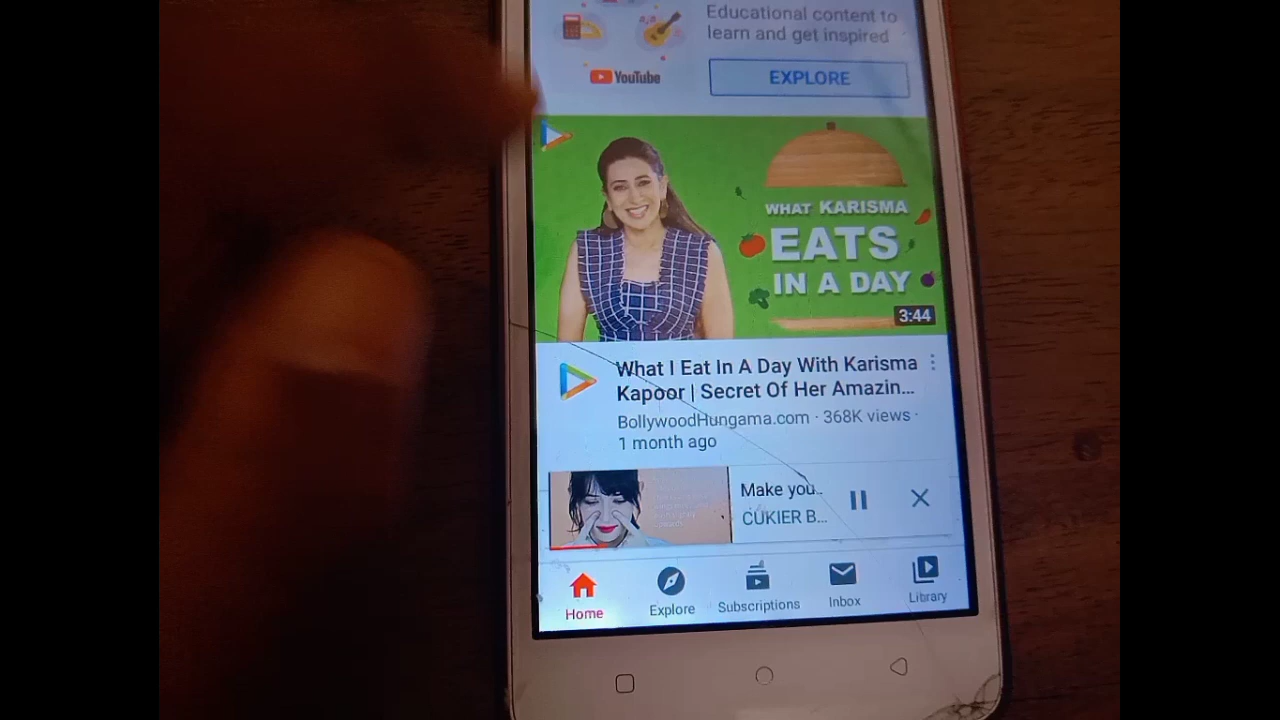 Educational content to
learn and get inspired
YouTube
EXPLORE
WHAT KARISMA
EATS
IN A DAY
3:44
What I Eat In A Day With Karisma
Kapoor | Secret Of Her Amazin...
BollywoodHungama.com · 368K views ·
1 month ago
Make you...
CUKIER B...
Home
Explore
Subscriptions
Inbox
Library